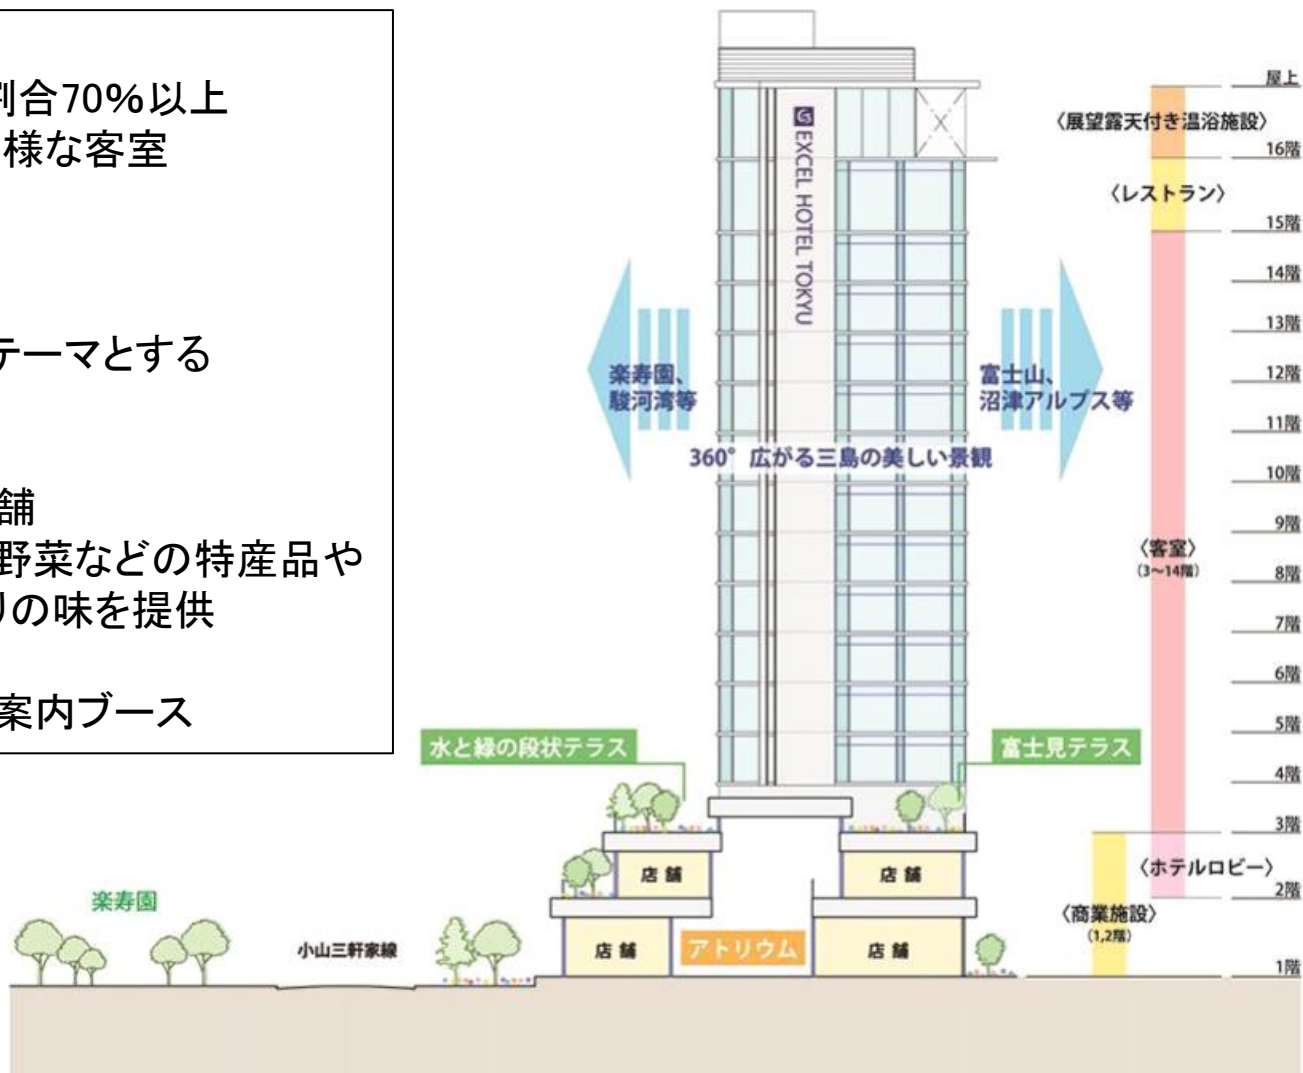 割合70%以上
様な客室
テーマとする
舗
野菜などの特産品や
りの味を提供
案内ブース
EXCEL HOTEL TOKYU
楽寿園、
駿河湾等
富士山、
沼津アルプス等
360° 広がる三島の美しい景観
水と緑の段状テラス
富士見テラス
店舗
店舗
店舗
アトリウム
店舗
楽寿園
小山三軒家線
屋上
〈展望露天付き温浴施設〉
16階
〈レストラン〉
15階
14階
13階
12階
11階
10階
9階
〈客室〉
(3～14階)
8階
7階
6階
5階
4階
3階
〈ホテルロビー〉
2階
〈商業施設〉
(1,2階)
1階